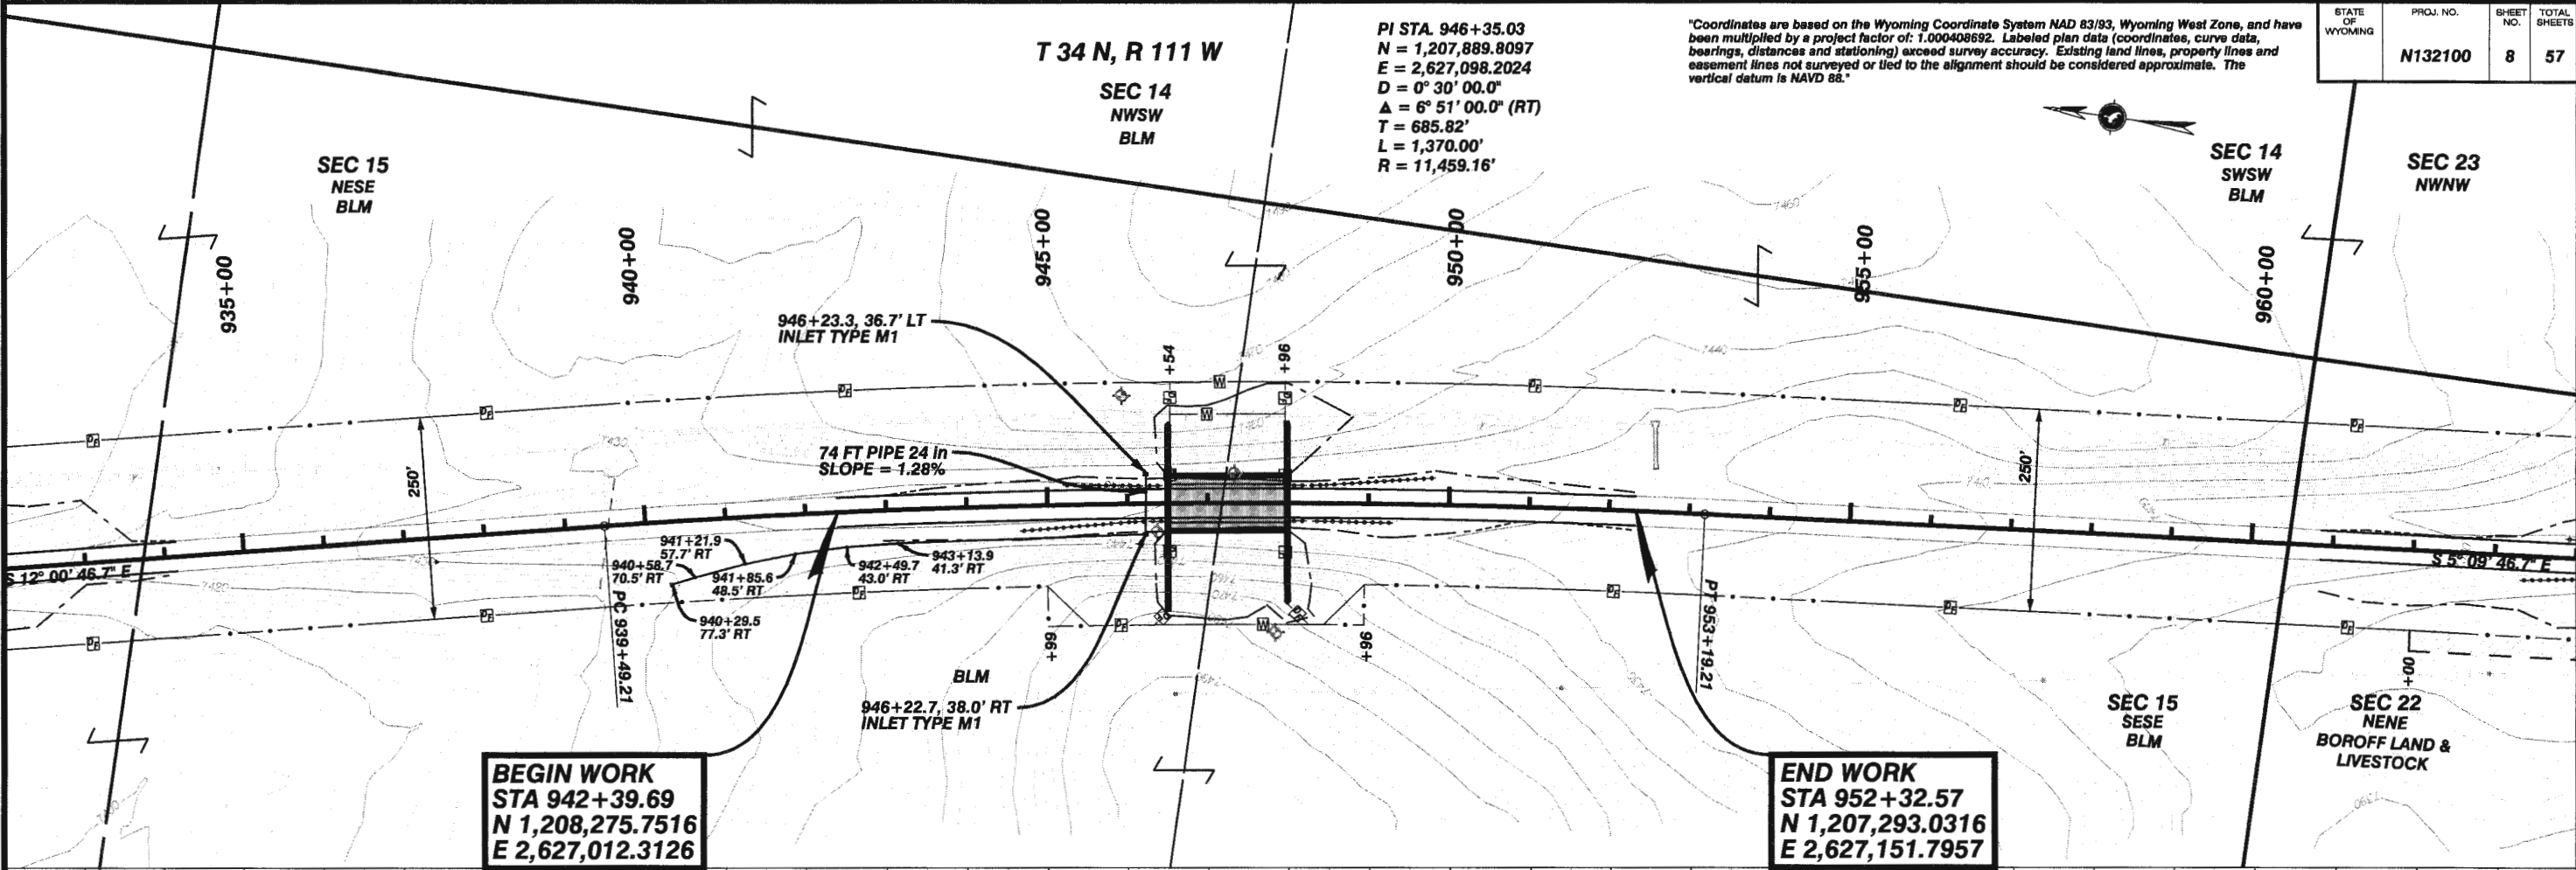 T 34 N, R 111 W
SEC 14
NWSW
BLM
PI STA. 946+35.03
N = 1,207,889.8097
E = 2,627,098.2024
D = 0° 30' 00.0"
Δ = 6° 51' 00.0" (RT)
T = 685.82'
L = 1,370.00'
R = 11,459.16'
"Coordinates are based on the Wyoming Coordinate System NAD 83/93, Wyoming West Zone, and have
been multiplied by a project factor of: 1.000408692. Labeled plan data (coordinates, curve data,
bearings, distances and stationing) exceed survey accuracy. Existing land lines, property lines and
easement lines not surveyed or tied to the alignment should be considered approximate. The
vertical datum is NAVD 88."
STATE
OF
WYOMING
PROJ. NO.
N132100
SHEET
NO.
8
TOTAL
SHEETS
57
SEC 15
NESE
BLM
SEC 14
SWSW
BLM
SEC 23
NWNW
935+00
940+00
945+00
950+00
955+00
960+00
7460
7440
7430
7420
7410
946+23.3, 36.7' LT
INLET TYPE M1
+54
+96
W
W
74 FT PIPE 24 in
SLOPE = 1.28%
250'
250'
S 12° 00' 46.7" E
S 5° 09' 46.7" E
941+21.9
57.7' RT
940+58.7
70.5' RT
941+85.6
48.5' RT
942+49.7
43.0' RT
943+13.9
41.3' RT
940+29.5
77.3' RT
PC 939+49.21
PT 953+19.21
+99
+96
+00
W
BLM
946+22.7, 38.0' RT
INLET TYPE M1
SEC 15
SESE
BLM
SEC 22
NENE
BOROFF LAND &
LIVESTOCK
7390
BEGIN WORK
STA 942+39.69
N 1,208,275.7516
E 2,627,012.3126
END WORK
STA 952+32.57
N 1,207,293.0316
E 2,627,151.7957